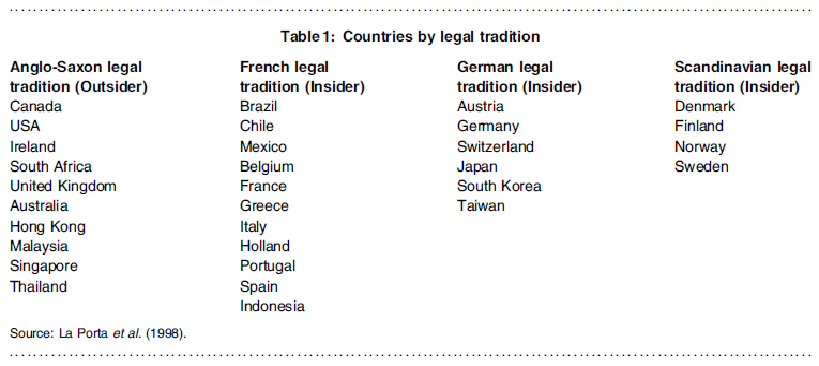 Table 1: Countries by legal tradition
Anglo-Saxon legal tradition (Outsider)
Canada
USA
Ireland
South Africa
United Kingdom
Australia
Hong Kong
Malaysia
Singapore
Thailand
French legal tradition (Insider)
Brazil
Chile
Mexico
Belgium
France
Greece
Italy
Holland
Portugal
Spain
Indonesia
German legal tradition (Insider)
Austria
Germany
Switzerland
Japan
South Korea
Taiwan
Scandinavian legal tradition (Insider)
Denmark
Finland
Norway
Sweden
Source: La Porta et al. (1998).